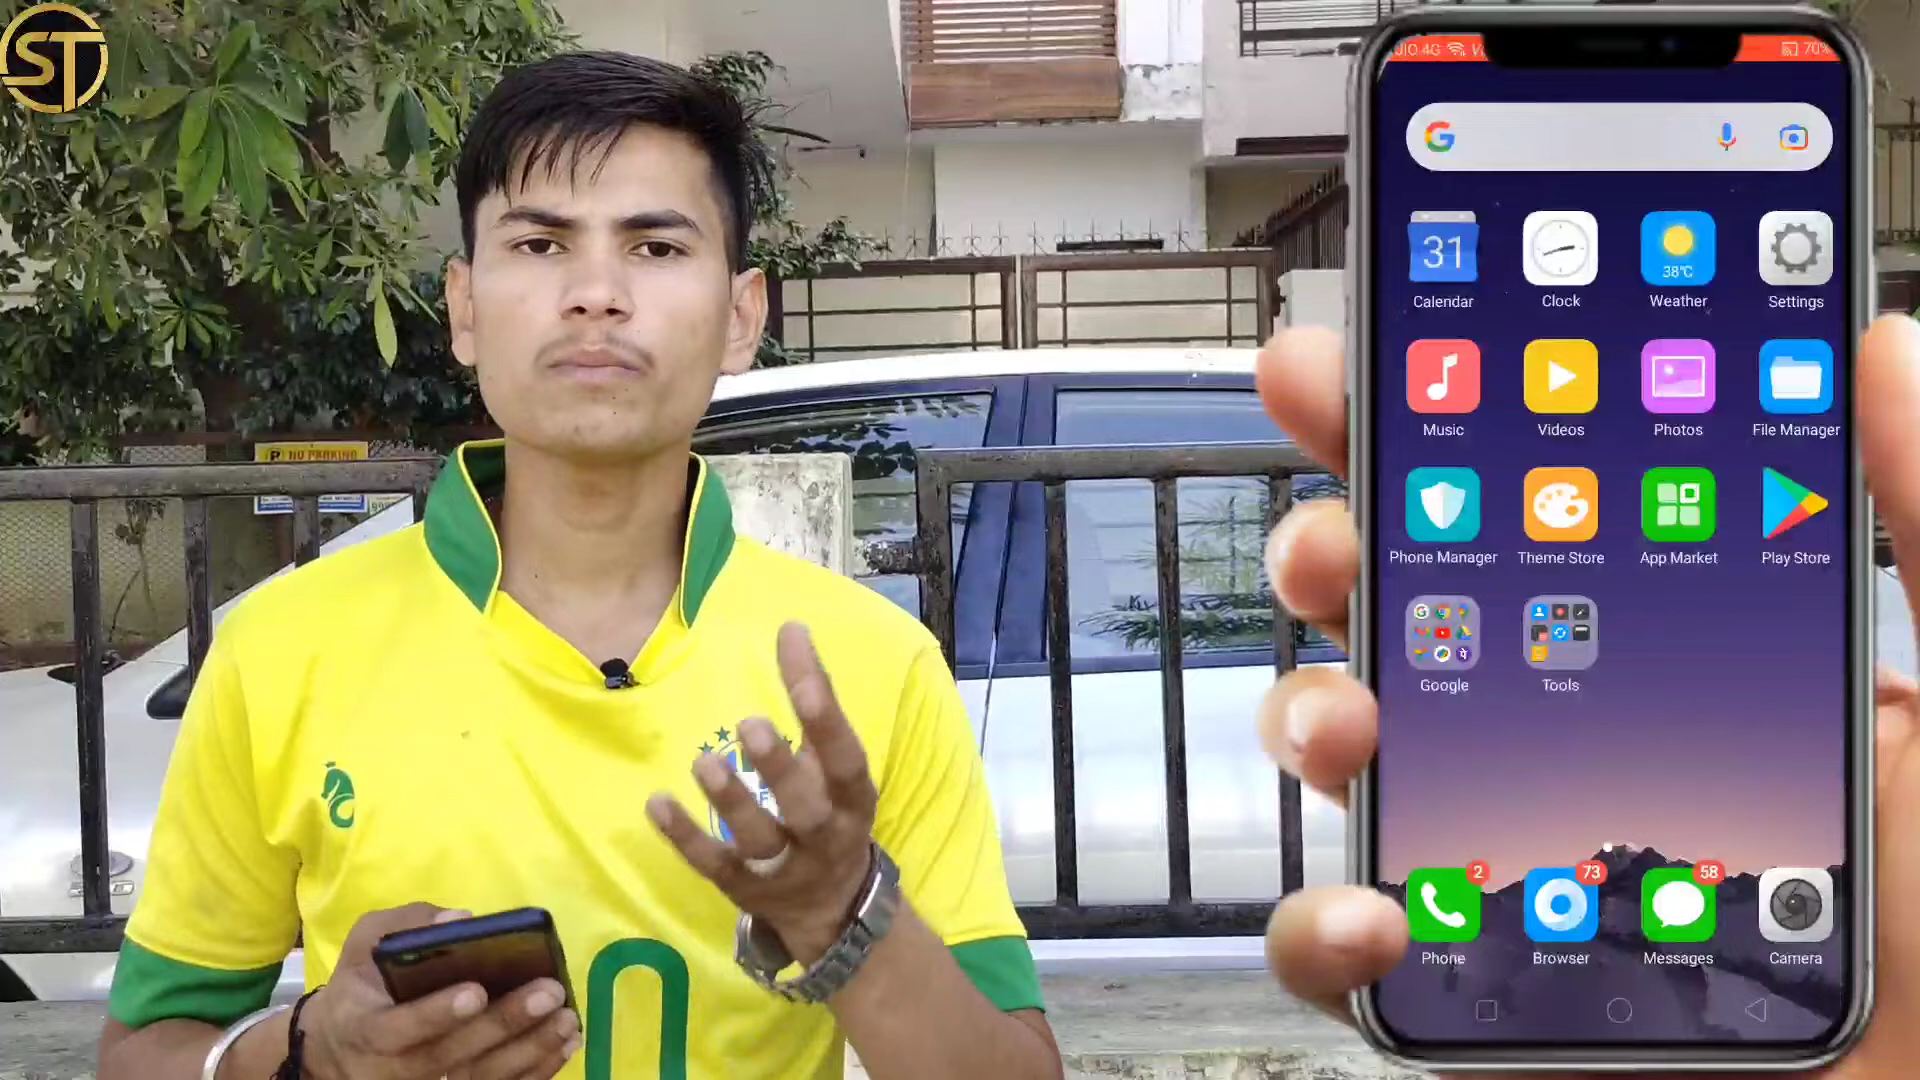 ST
JIO 4G
70%
31
38°C
Calendar
Clock
Weather
Settings
Music
Videos
Photos
File Manager
Phone Manager
Theme Store
App Market
Play Store
Google
Tools
2
73
58
Phone
Browser
Messages
Camera
P NO PARKING